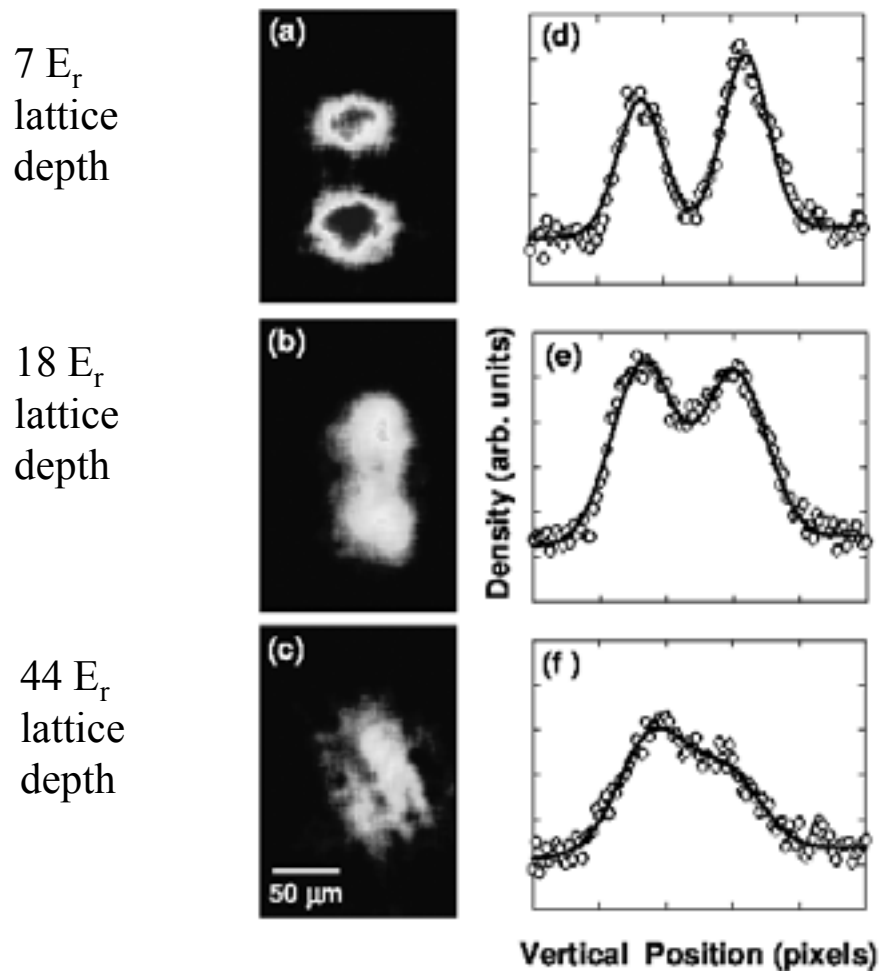 7 Er
lattice
depth
(a)
(d)
18 Er
lattice
depth
(b)
(e)
Density (arb. units)
44 Er
lattice
depth
(c)
50 μm
(f )
Vertical Position (pixels)